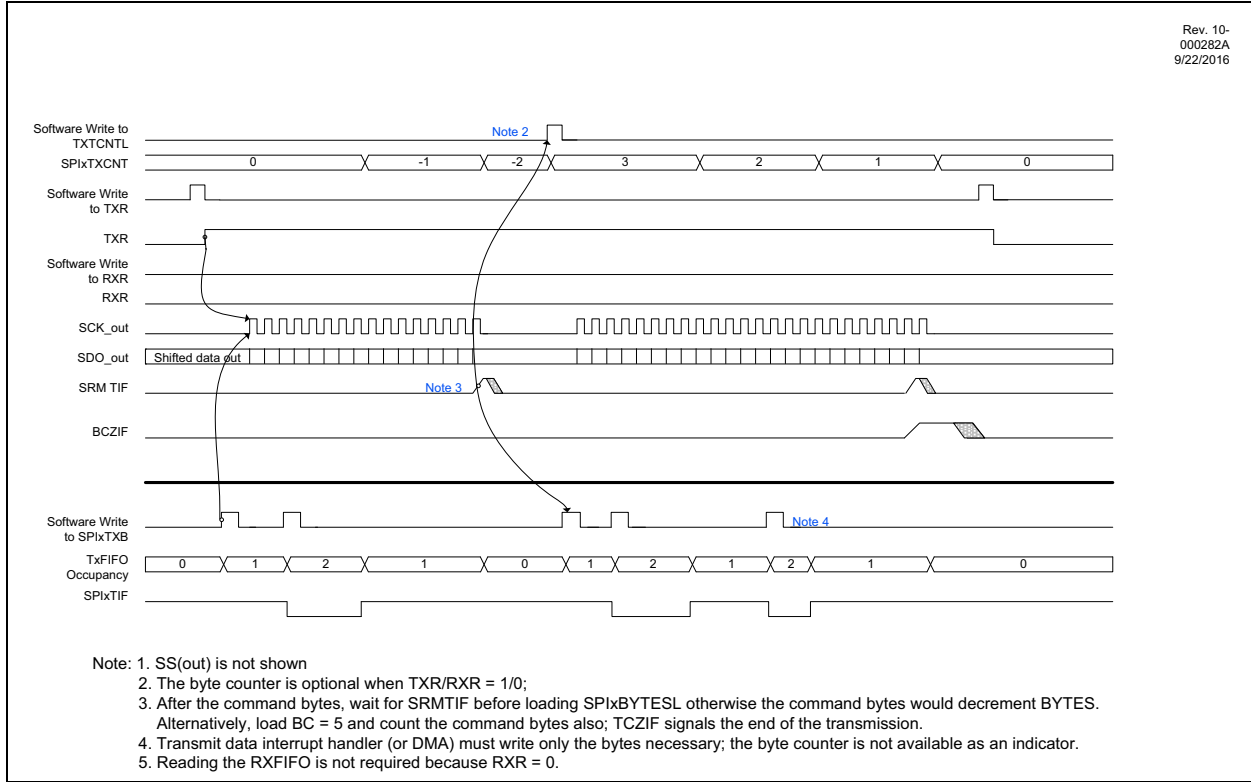 Rev. 10-
000282A
9/22/2016
Software Write to
TXTCNTL
Note 2
SPIxTXCNT
0 -1 -2 3 2 1 0
Software Write
to TXR
TXR
Software Write
to RXR
RXR
SCK_out
SDO_out
Shifted data out
SRM TIF
Note 3
BCZIF
Software Write
to SPIxTXB
Note 4
TxFIFO
Occupancy
0 1 2 1 0 1 2 1 2 1 0
SPIxTIF
Note: 1. SS(out) is not shown
2. The byte counter is optional when TXR/RXR = 1/0;
3. After the command bytes, wait for SRMTIF before loading SPIxBYTESL otherwise the command bytes would decrement BYTES.
Alternatively, load BC = 5 and count the command bytes also; TCZIF signals the end of the transmission.
4. Transmit data interrupt handler (or DMA) must write only the bytes necessary; the byte counter is not available as an indicator.
5. Reading the RXFIFO is not required because RXR = 0.